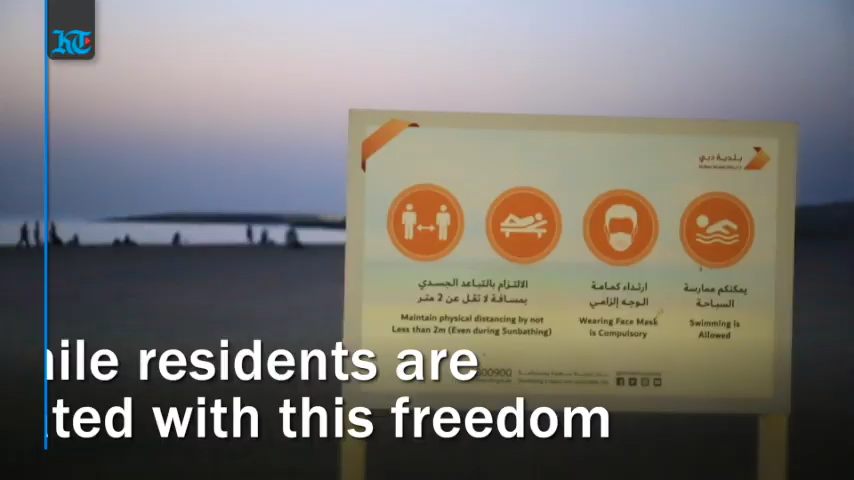 KT
بلدية دبي
الالتزام بالتباعد الجسدي
بمسافة لا تقل عن 2 متر
Maintain physical distancing by not
Less than 2m (Even during Sunbathing)
ارتداء كمامة
الوجه إلزامي
Wearing Face Mask
is Compulsory
يمكنكم ممارسة
السباحة
Swimming is
Allowed
hile residents are
ted with this freedom